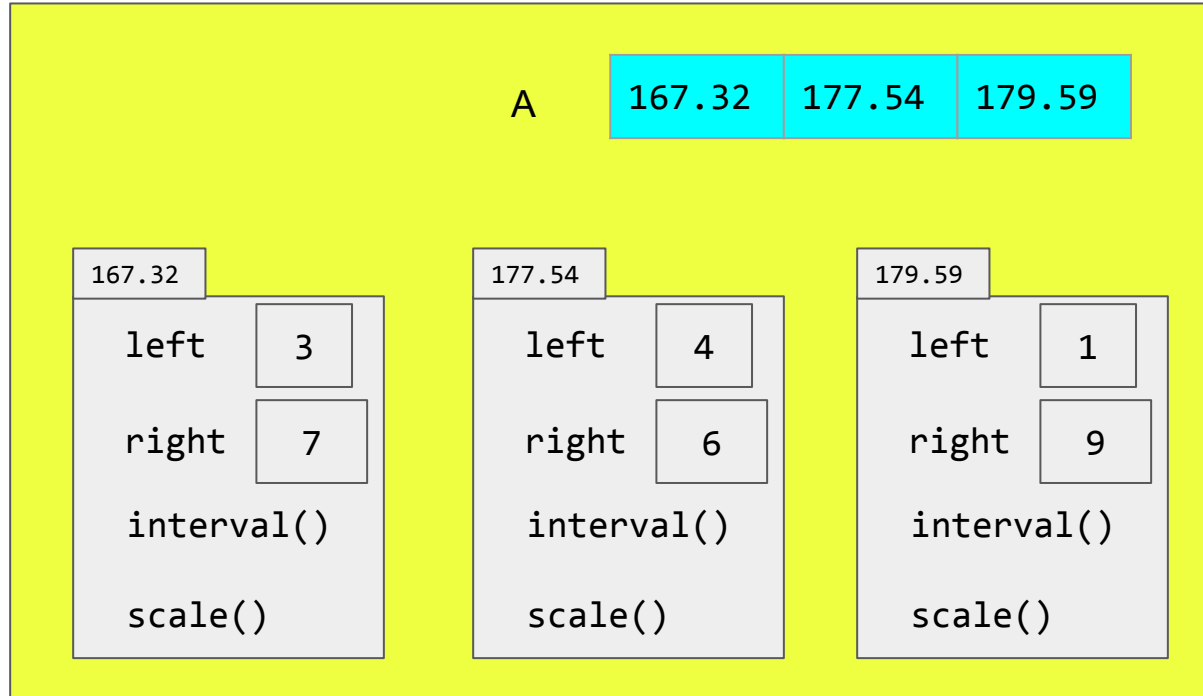 A 167.32 177.54 179.59
167.32 177.54 179.59
left 3 left 4 left 1
right 7 right 6 right 9
interval() interval() interval()
scale() scale() scale()